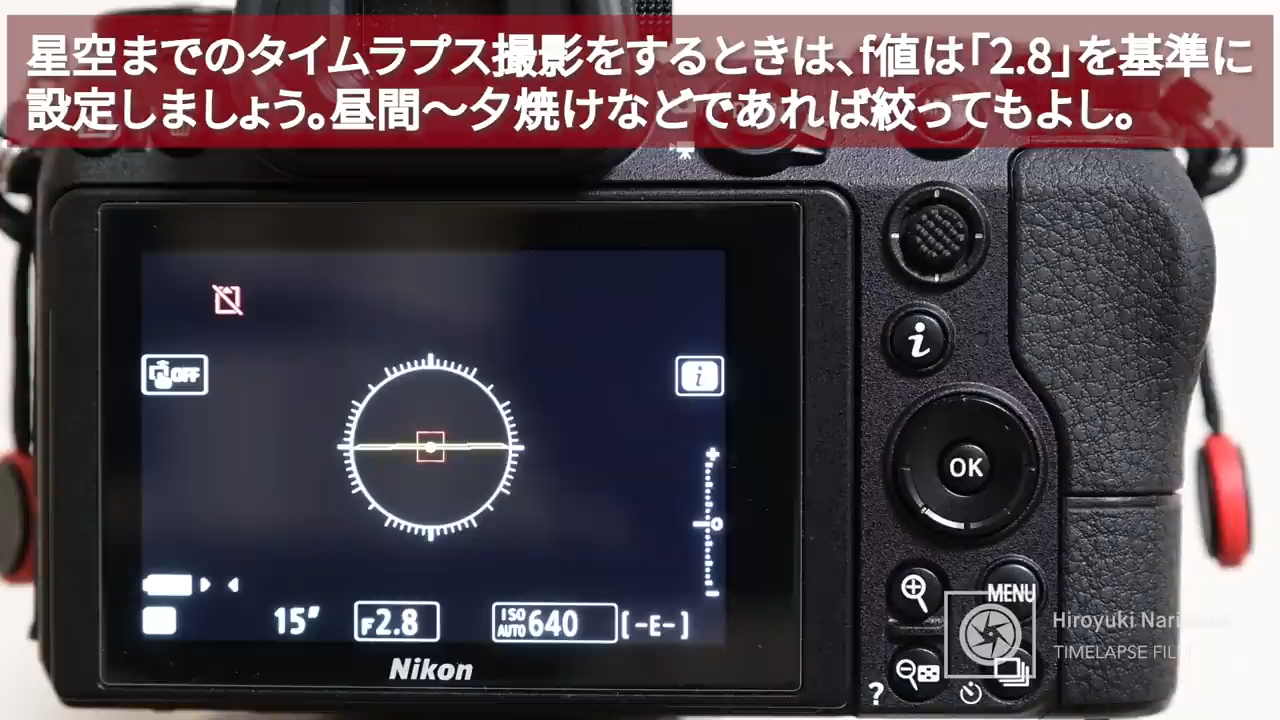 星空までのタイムラプス撮影をするときは、f値は「2.8」を基準に
設定しましょう。昼間〜夕焼けなどであれば絞ってもよし。
OFF
i
i
OK
15"
F2.8
ISO AUTO 640
[-E-]
MENU
Nikon
Hiroyuki
TIMELAPSE
?